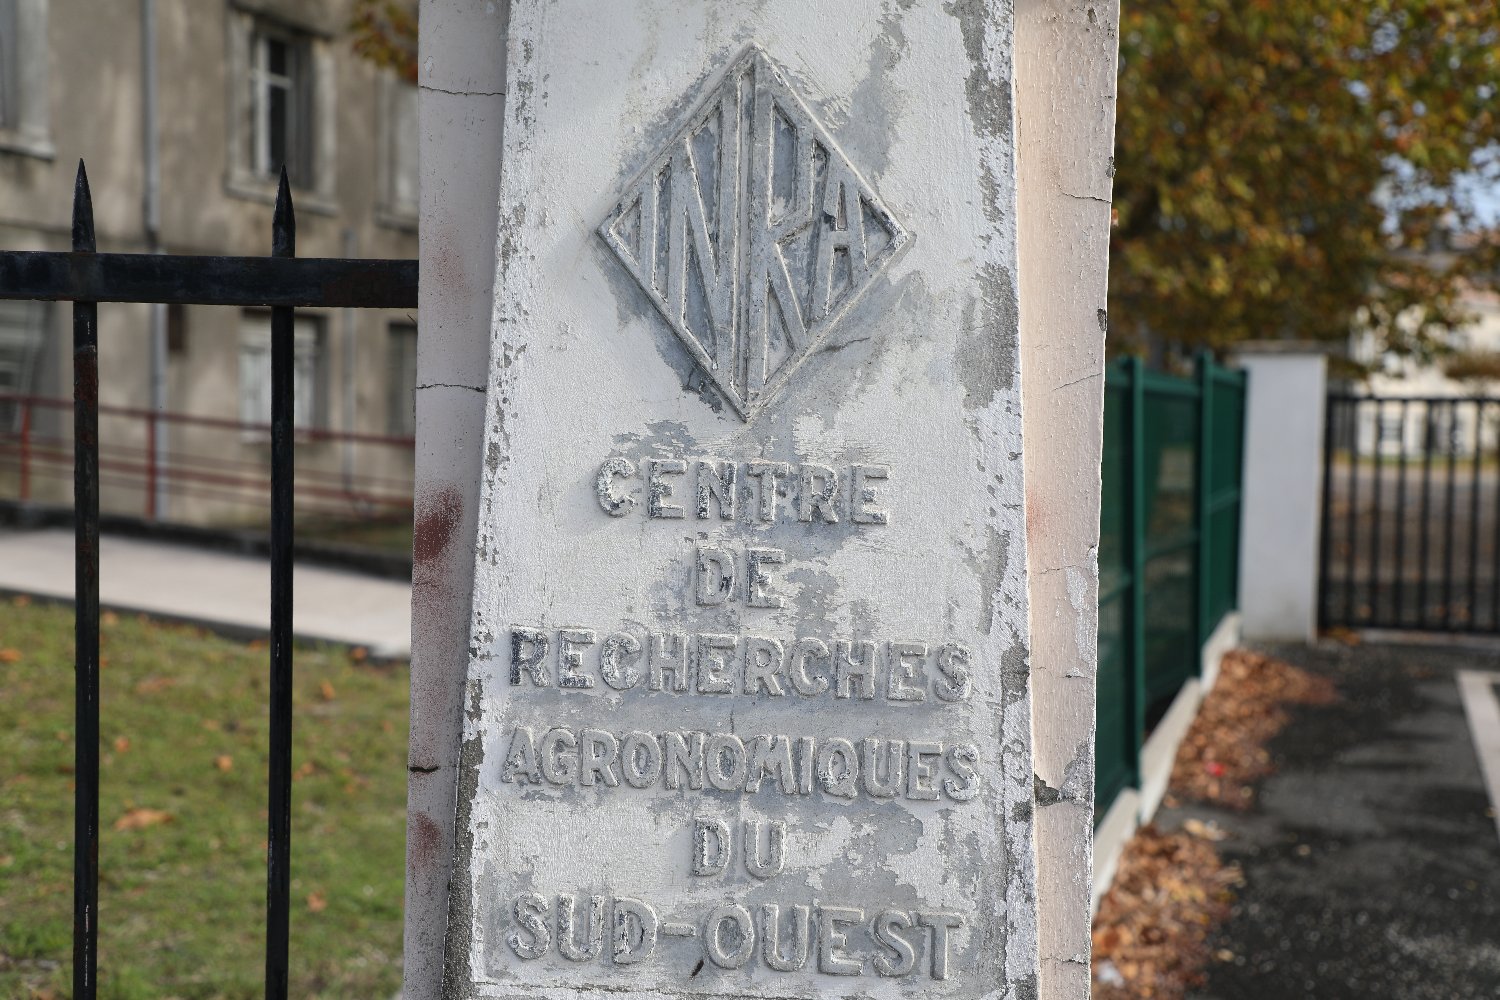 INRA
CENTRE
DE
RECHERCHES
AGRONOMIQUES
DU
SUD-OUEST